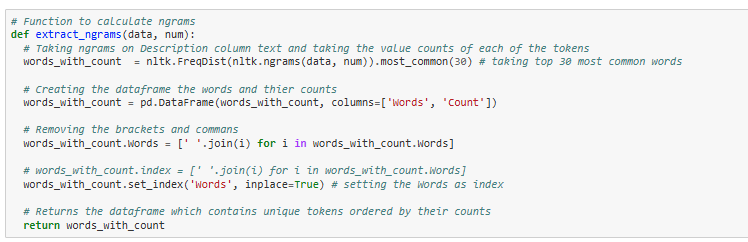 # Function to calculate ngrams
def extract_ngrams(data, num):
# Taking ngrams on Description column text and taking the value counts of each of the tokens
words_with_count = nltk.FreqDist(nltk.ngrams(data, num)).most_common(30) # taking top 30 most common words
# Creating the dataframe the words and thier counts
words_with_count = pd.DataFrame(words_with_count, columns=['Words', 'Count'])
# Removing the brackets and commans
words_with_count.Words = [' '.join(i) for i in words_with_count.Words]
# words_with_count.index = [' '.join(i) for i in words_with_count.Words]
words_with_count.set_index('Words', inplace=True) # setting the Words as index
# Returns the dataframe which contains unique tokens ordered by their counts
return words_with_count